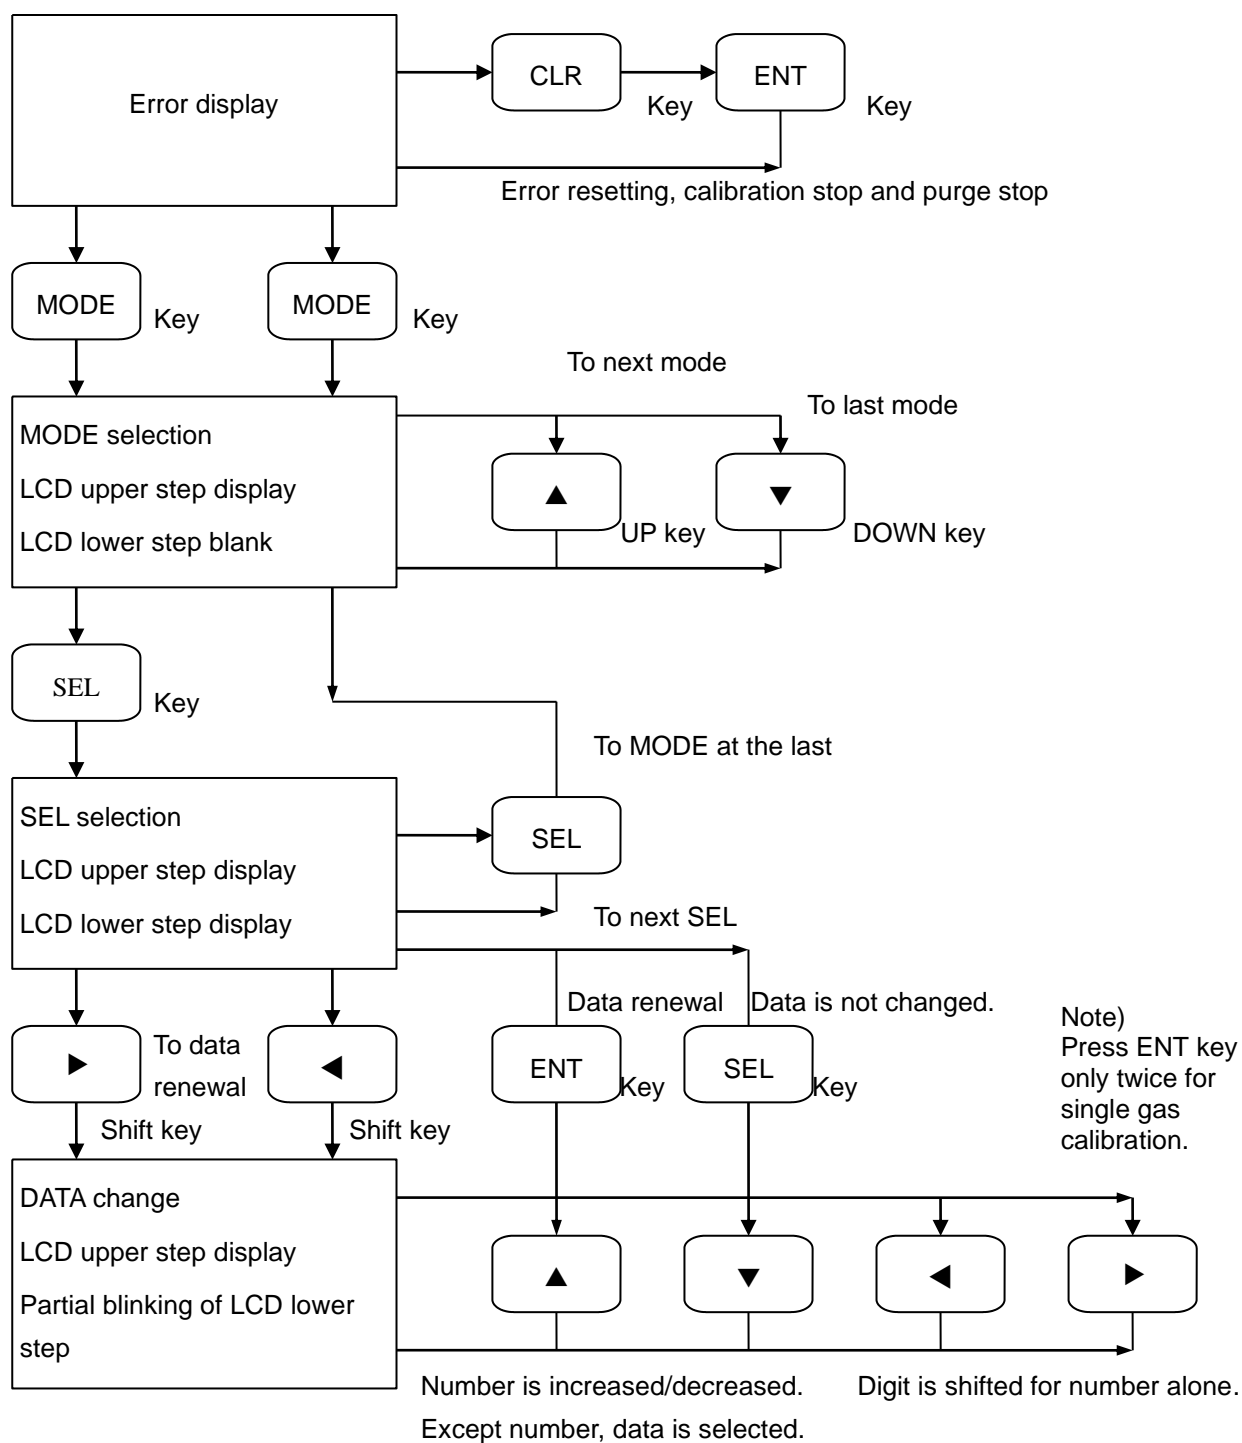 CLR
ENT
Error display
Key
Key
Error resetting, calibration stop and purge stop
MODE
Key
MODE
Key
To next mode
To last mode
MODE selection
LCD upper step display
LCD lower step blank
▲
▼
UP key
DOWN key
SEL
Key
To MODE at the last
SEL selection
LCD upper step display
LCD lower step display
SEL
To next SEL
Data renewal
Data is not changed.
▶
To data
renewal
◀
ENT
Key
SEL
Key
Note)
Press ENT key
only twice for
single gas
calibration.
Shift key
Shift key
DATA change
LCD upper step display
Partial blinking of LCD lower
step
▲
▼
◀
▶
Number is increased/decreased.
Digit is shifted for number alone.
Except number, data is selected.